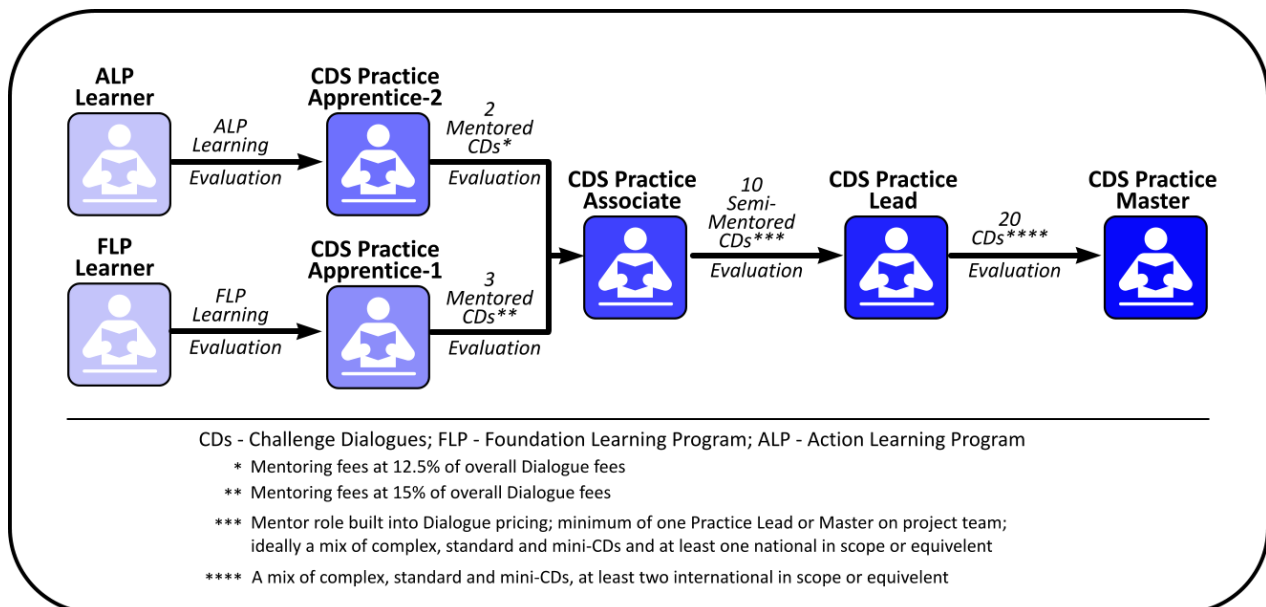 ALP
Learner
ALP
Learning
Evaluation
CDS Practice
Apprentice-2
2
Mentored
CDs*
Evaluation
FLP
Learner
FLP
Learning
Evaluation
CDS Practice
Apprentice-1
3
Mentored
CDs**
Evaluation
CDS Practice
Associate
10
Semi-
Mentored
CDs***
Evaluation
CDS Practice
Lead
20
CDs****
Evaluation
CDS Practice
Master
CDs - Challenge Dialogues; FLP - Foundation Learning Program; ALP - Action Learning Program
* Mentoring fees at 12.5% of overall Dialogue fees
** Mentoring fees at 15% of overall Dialogue fees
*** Mentor role built into Dialogue pricing; minimum of one Practice Lead or Master on project team;
ideally a mix of complex, standard and mini-CDs and at least one national in scope or equivelent
**** A mix of complex, standard and mini-CDs, at least two international in scope or equivelent